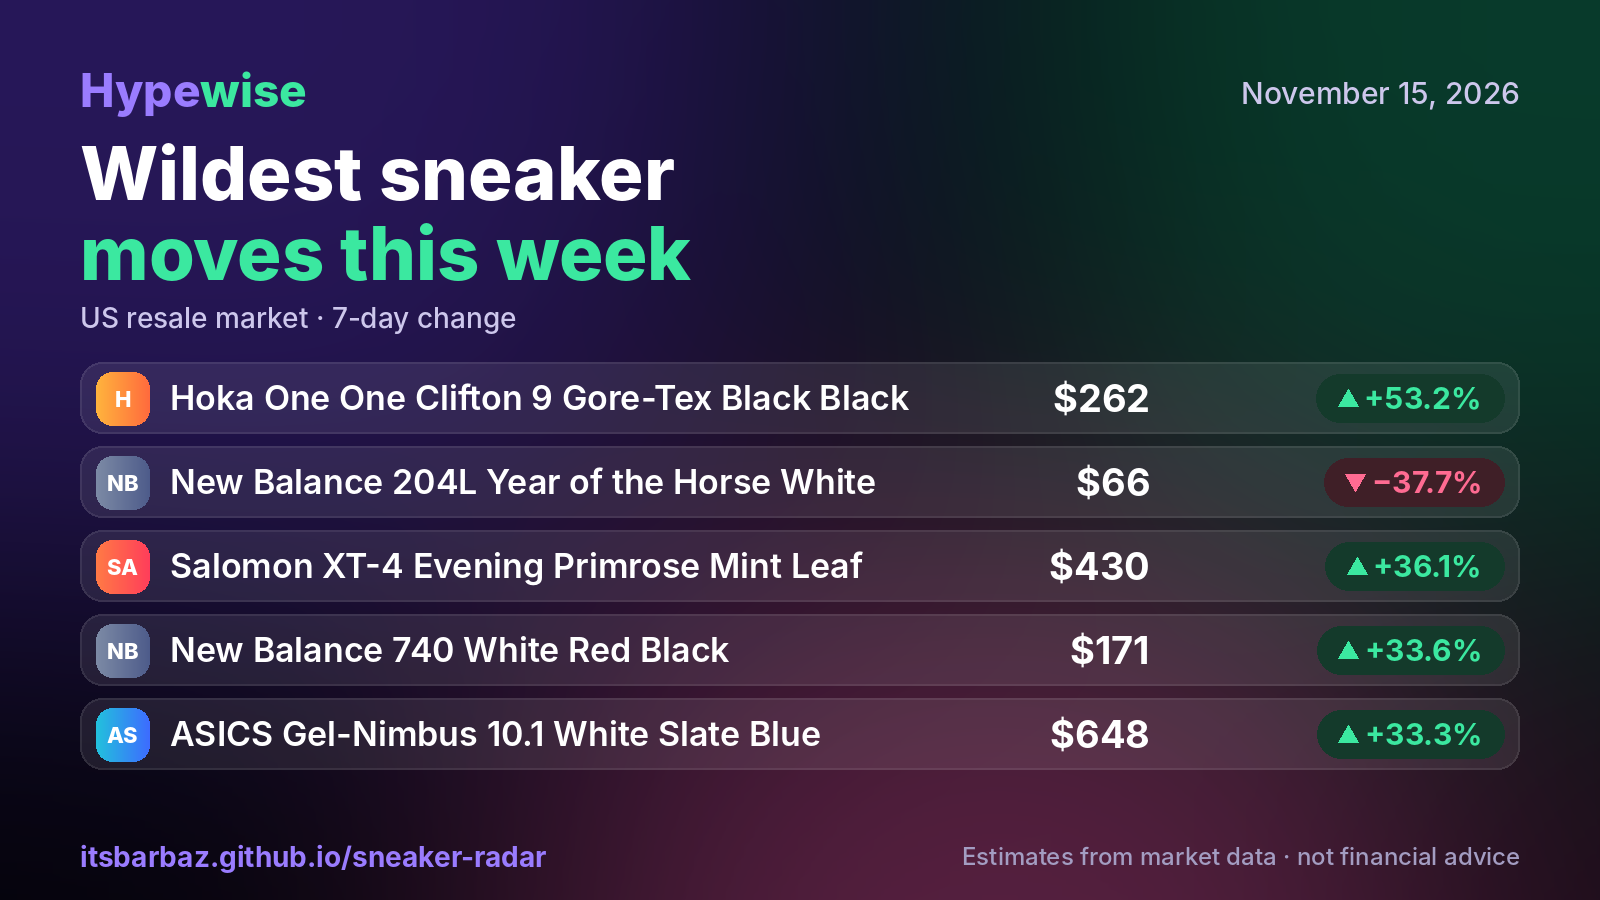 Hypewise
November 15, 2026
Wildest sneaker
moves this week
US resale market · 7-day change
H Hoka One One Clifton 9 Gore-Tex Black Black $262 ▲ +53.2%
NB New Balance 204L Year of the Horse White $66 ▼ −37.7%
SA Salomon XT-4 Evening Primrose Mint Leaf $430 ▲ +36.1%
NB New Balance 740 White Red Black $171 ▲ +33.6%
AS ASICS Gel-Nimbus 10.1 White Slate Blue $648 ▲ +33.3%
itsbarbaz.github.io/sneaker-radar
Estimates from market data · not financial advice